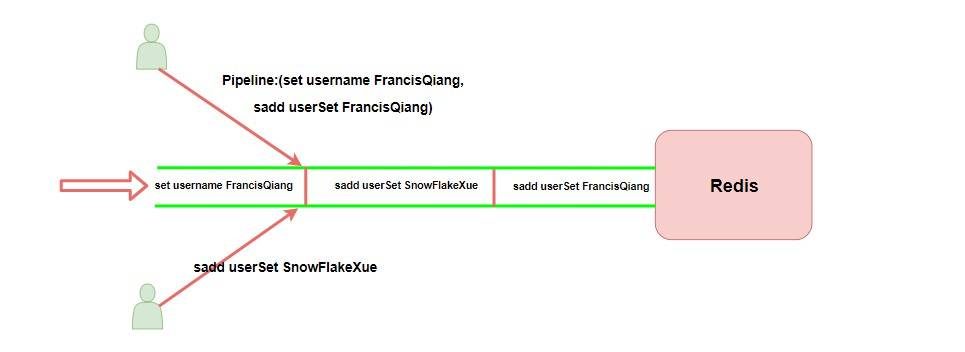 Pipeline:(set username FrancisQiang,
sadd userSet FrancisQiang)
set username FrancisQiang
sadd userSet SnowFlakeXue
sadd userSet FrancisQiang
Redis
sadd userSet SnowFlakeXue